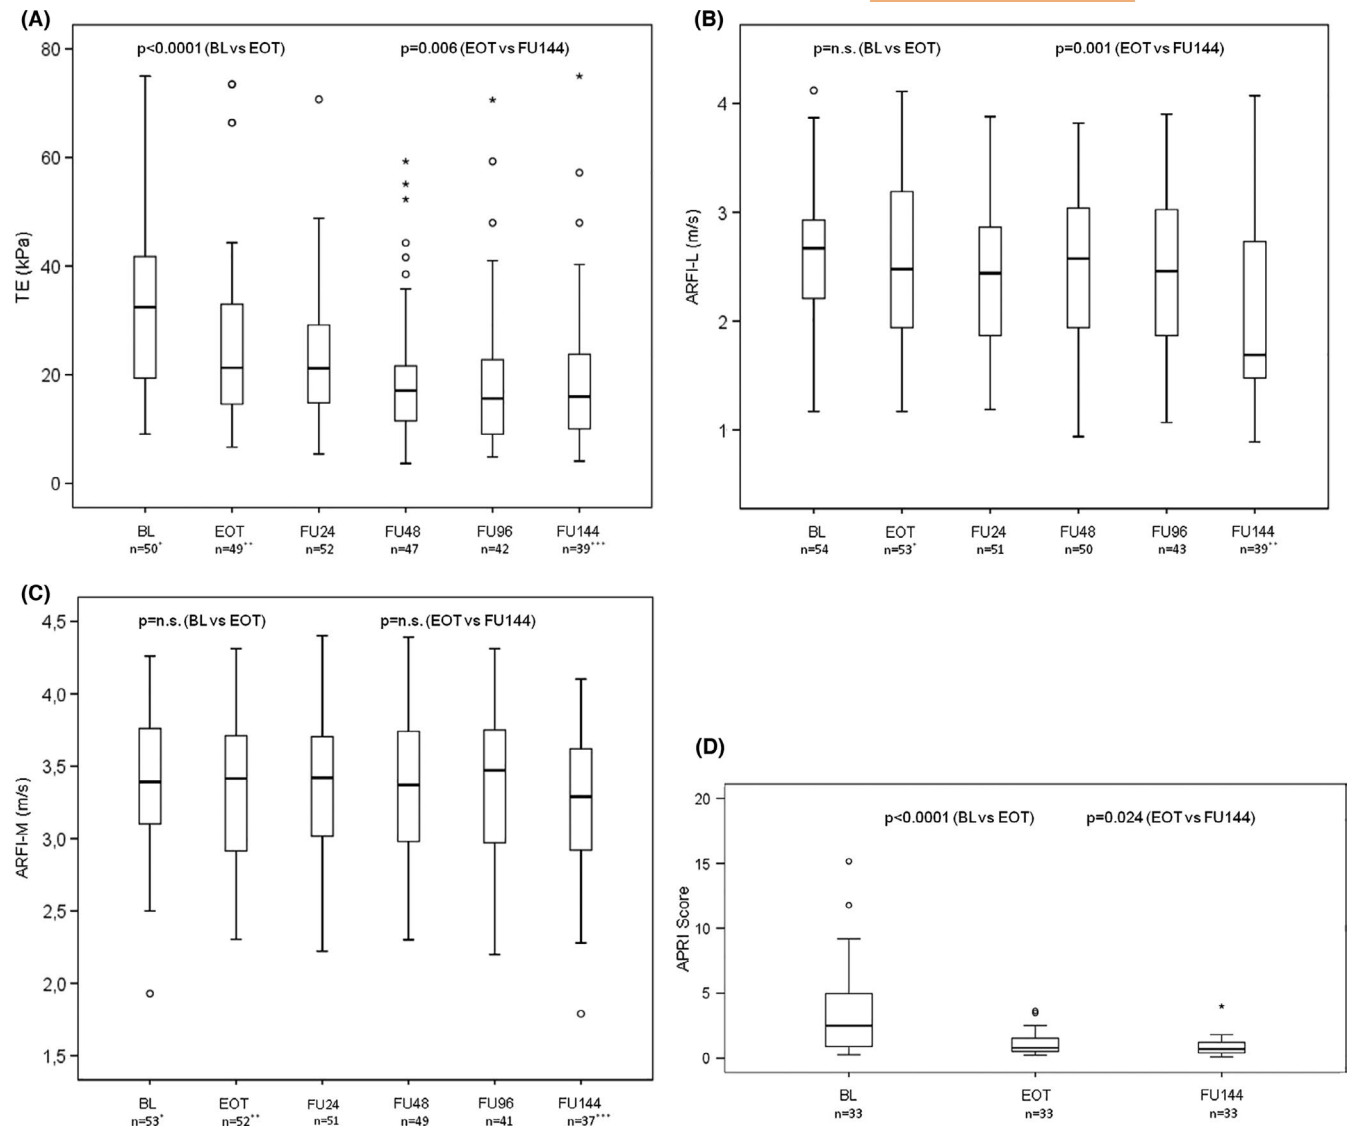 (A)
p<0.0001 (BL vs EOT) p=0.006 (EOT vs FU144)
80
60
40
20
0
TE (kPa)
BL EOT FU24 FU48 FU96 FU144
n=50* n=49** n=52 n=47 n=42 n=39***
(B)
p=n.s. (BL vs EOT) p=0.001 (EOT vs FU144)
4
3
2
1
ARFI-L (m/s)
BL EOT FU24 FU48 FU96 FU144
n=54 n=53* n=51 n=50 n=43 n=39**
(C)
p=n.s. (BL vs EOT) p=n.s. (EOT vs FU144)
4,5
4,0
3,5
3,0
2,5
2,0
1,5
ARFI-M (m/s)
BL EOT FU24 FU48 FU96 FU144
n=53* n=52** n=51 n=49 n=41 n=37***
(D)
p<0.0001 (BL vs EOT) p=0.024 (EOT vs FU144)
20
15
10
5
0
APRI Score
BL EOT FU144
n=33 n=33 n=33